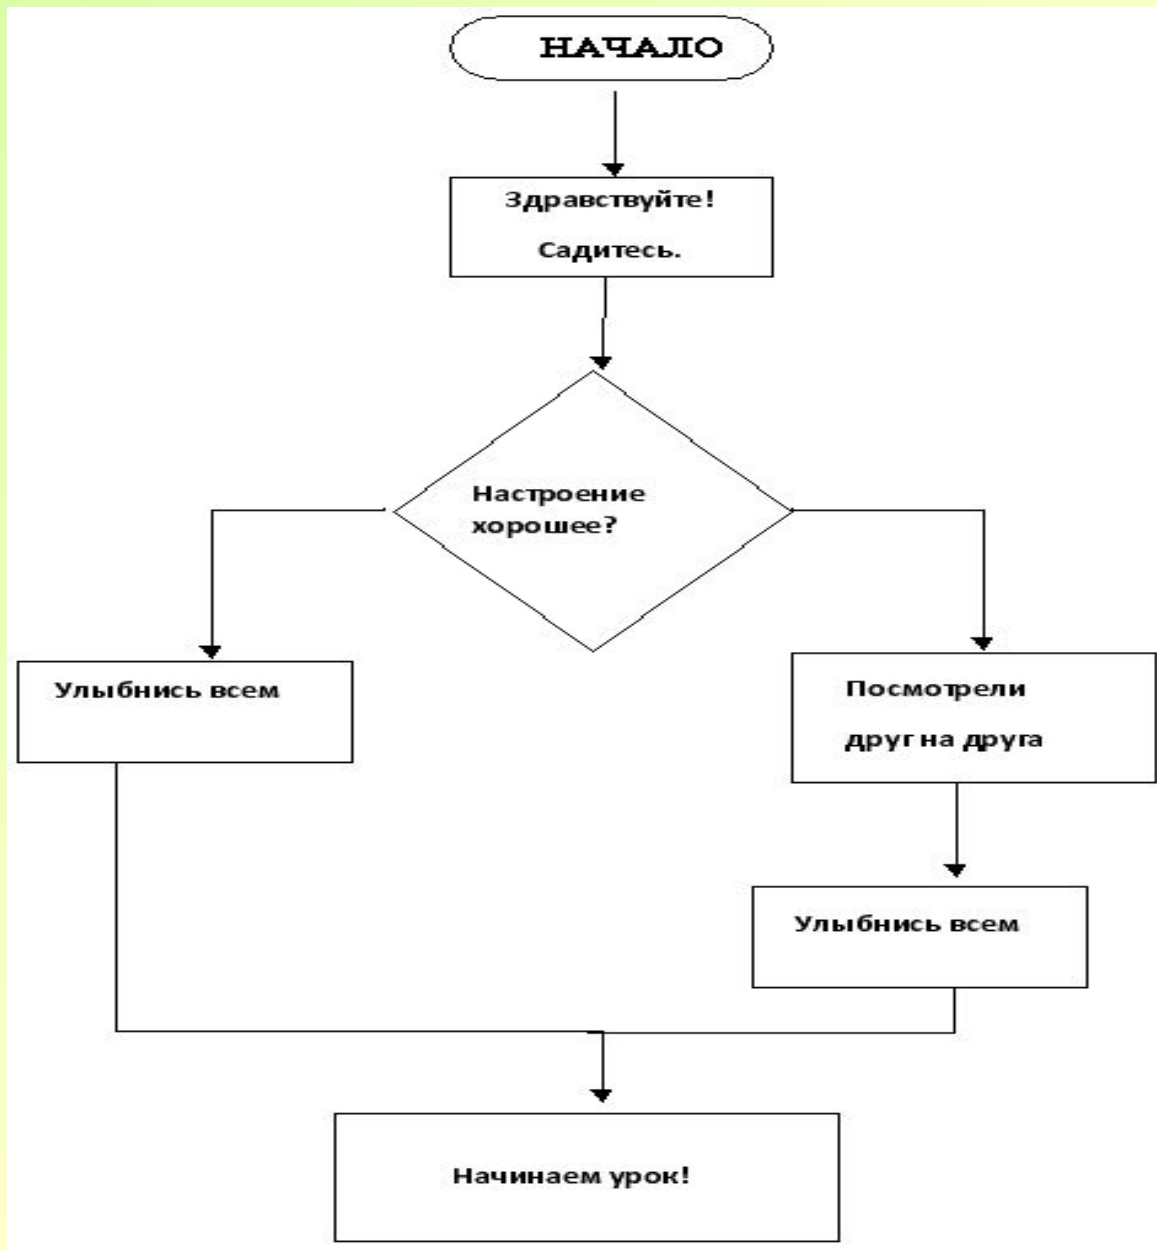 НАЧАЛО
Здравствуйте!
Садитесь.
Настроение
хорошее?
Улыбнись всем
Посмотрели
друг на друга
Улыбнись всем
Начинаем урок!